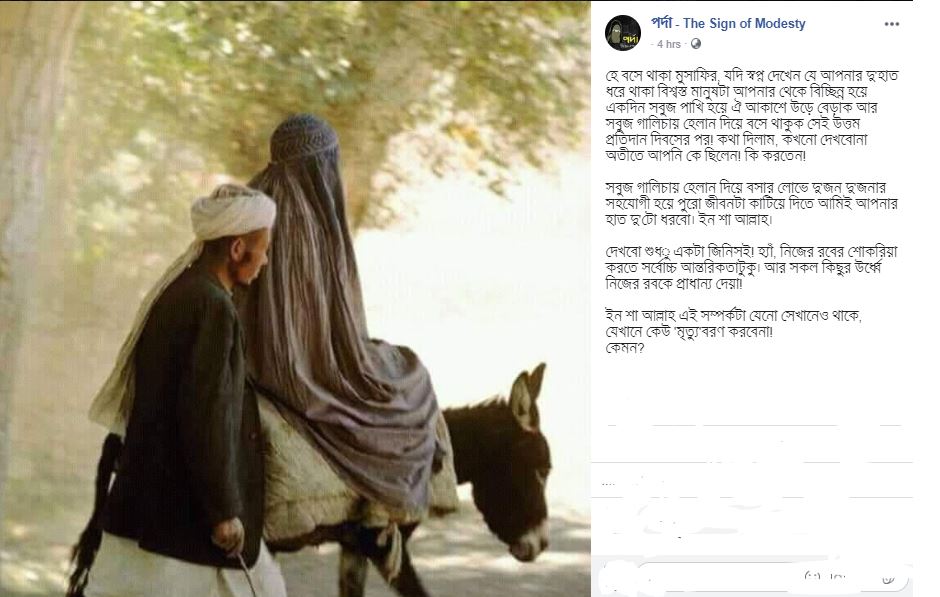 পর্দা - The Sign of Modesty
4 hrs
হে বসে থাকা মুসাফির, যদি স্বপ্ন দেখেন যে আপনার দু'হাত
ধরে থাকা বিশ্বস্ত মানুষটা আপনার থেকে বিচ্ছিন্ন হয়ে
একদিন সবুজ পাখি হয়ে ঐ আকাশে উড়ে বেড়াক আর
সবুজ গালিচায় হেলান দিয়ে বসে থাকুক সেই উত্তম
প্রতিদান দিবসের পর! কথা দিলাম, কখনো দেখবোনা
অতীতে আপনি কে ছিলেন! কি করতেন!
সবুজ গালিচায় হেলান দিয়ে বসার লোভে দু'জন দু'জনার
সহযোগী হয়ে পুরো জীবনটা কাটিয়ে দিতে আমিই আপনার
হাত দু'টো ধরবো। ইন শা আল্লাহ।
দেখবো শুধু একটা জিনিসই! হ্যাঁ, নিজের রবের শোকরিয়া
করতে সর্বোচ্চ আন্তরিকতাটুকু। আর সকল কিছুর উর্ধ্বে
নিজের রবকে প্রাধান্য দেয়া!
ইন শা আল্লাহ এই সম্পর্কটা যেনো সেখানেও থাকে,
যেখানে কেউ 'মৃত্যু'বরণ করবেনা!
কেমন?